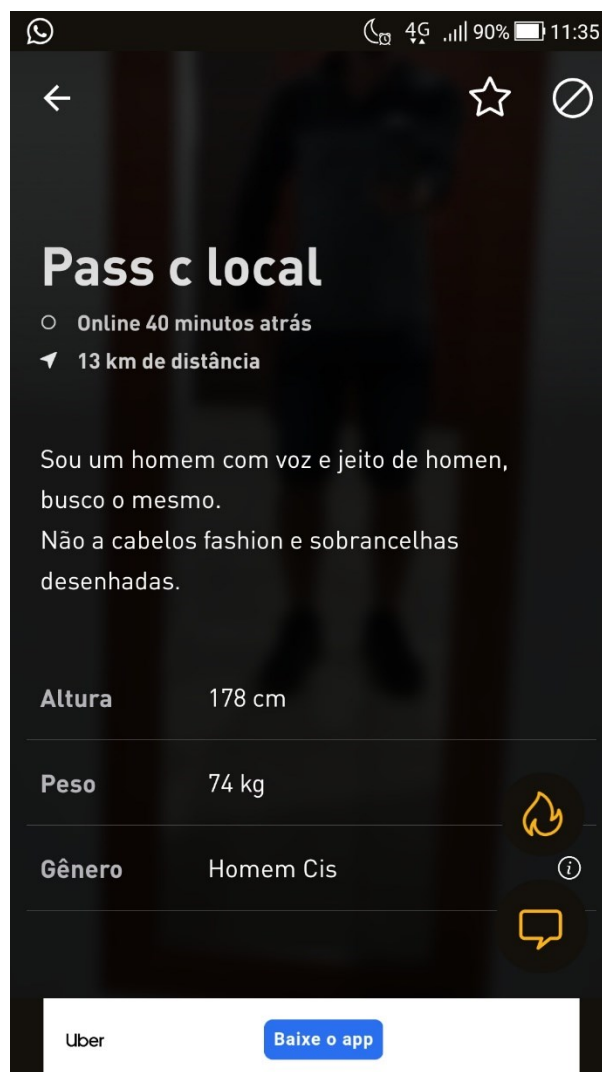 4G 90% 11:35
Pass c local
Online 40 minutos atrás
13 km de distância
Sou um homem com voz e jeito de homen,
busco o mesmo.
Não a cabelos fashion e sobrancelhas
desenhadas.
Altura 178 cm
Peso 74 kg
Gênero Homem Cis
Uber Baixe o app